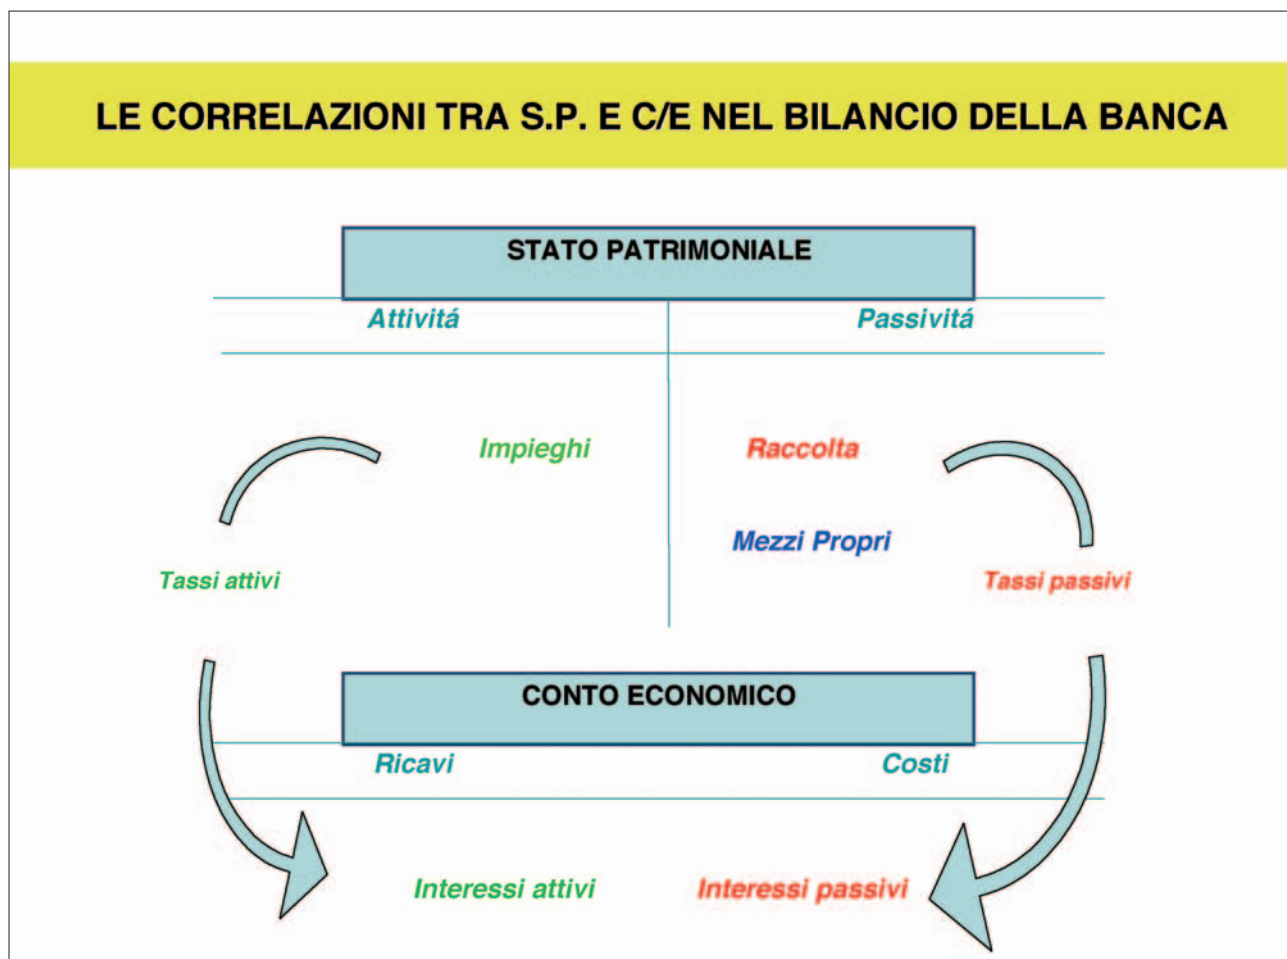 LE CORRELAZIONI TRA S.P. E C/E NEL BILANCIO DELLA BANCA
STATO PATRIMONIALE
Attivitá
Passivitá
Impieghi
Raccolta
Mezzi Propri
Tassi attivi
Tassi passivi
CONTO ECONOMICO
Ricavi
Costi
Interessi attivi
Interessi passivi